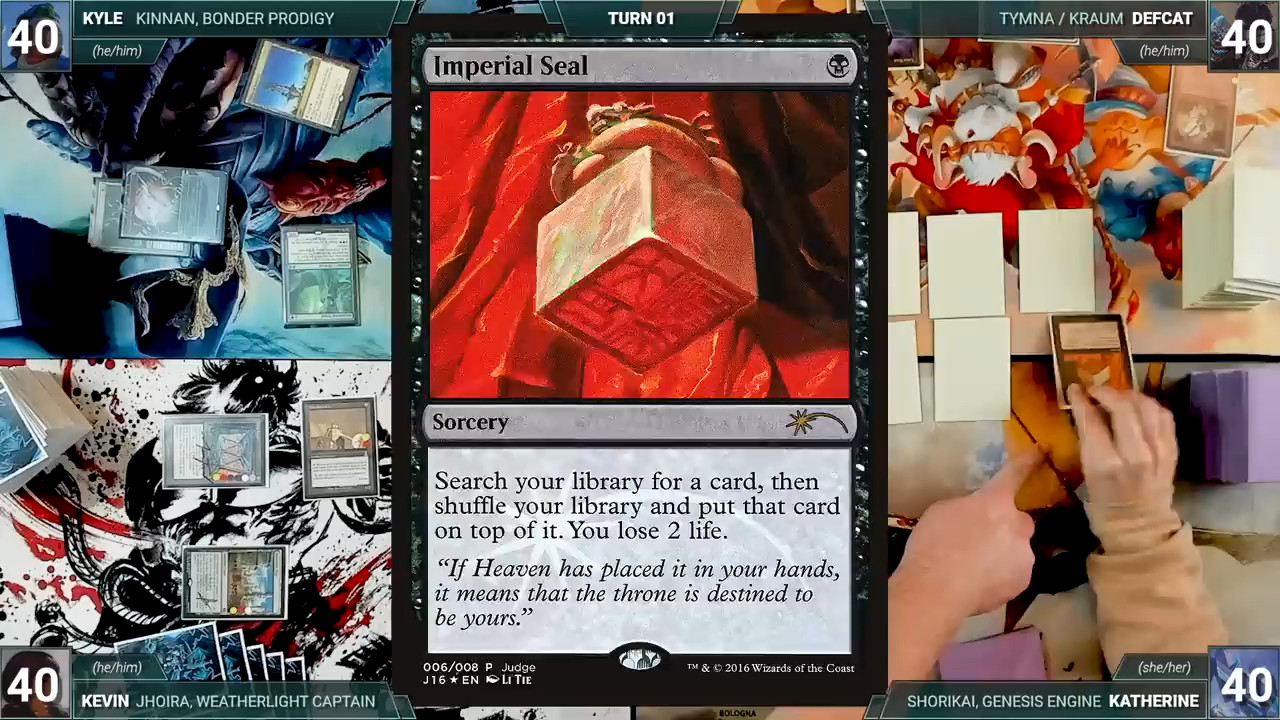 40
KYLE KINNAN, BONDER PRODIGY
(he/him)
TURN 01
TYMNA / KRAUM DEFCAT
(he/him)
40
Imperial Seal
Sorcery
Search your library for a card, then
shuffle your library and put that card
on top of it. You lose 2 life.
“If Heaven has placed it in your hands,
it means that the throne is destined to
be yours.”
006/008 P Judge
J16 ★ EN LI TIE
™ & © 2016 Wizards of the Coast
40
(he/him)
KEVIN JHOIRA, WEATHERLIGHT CAPTAIN
BOLOGNA
(she/her)
SHORIKAI, GENESIS ENGINE KATHERINE
40